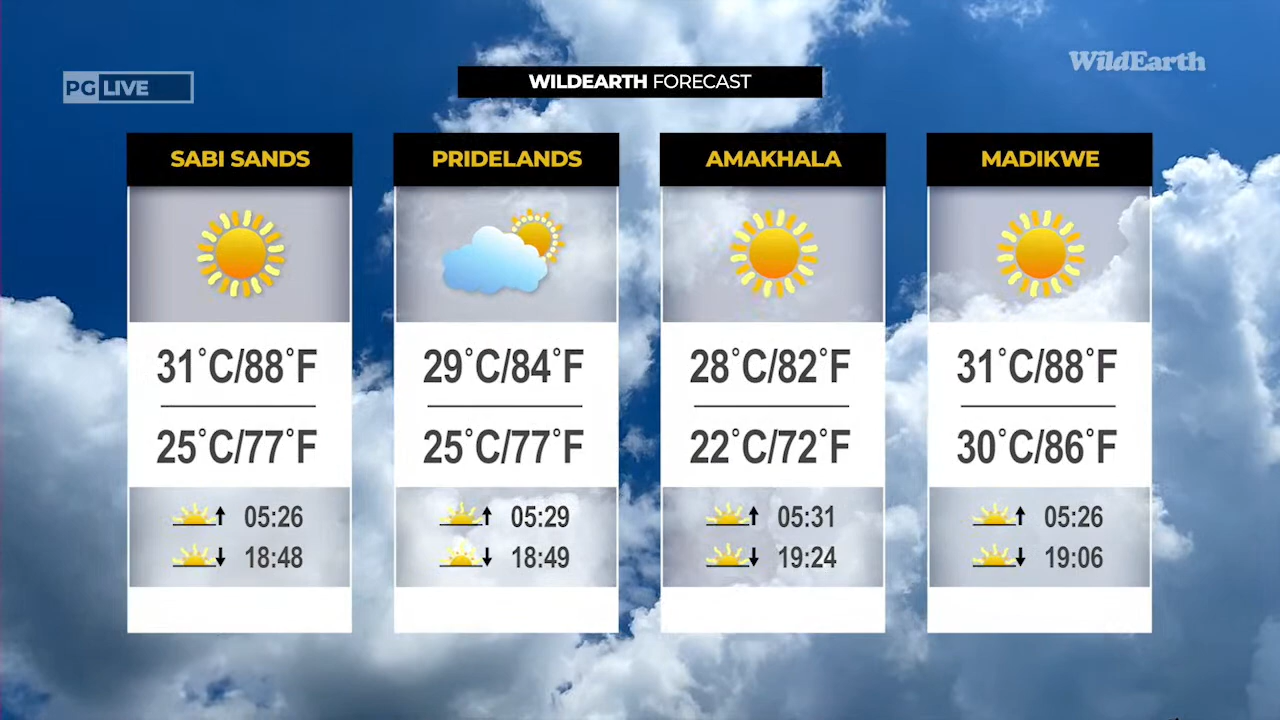 PG LIVE
WildEarth
WILDEARTH FORECAST
SABI SANDS
31°C/88°F
25°C/77°F
05:26
18:48
PRIDELANDS
29°C/84°F
25°C/77°F
05:29
18:49
AMAKHALA
28°C/82°F
22°C/72°F
05:31
19:24
MADIKWE
31°C/88°F
30°C/86°F
05:26
19:06